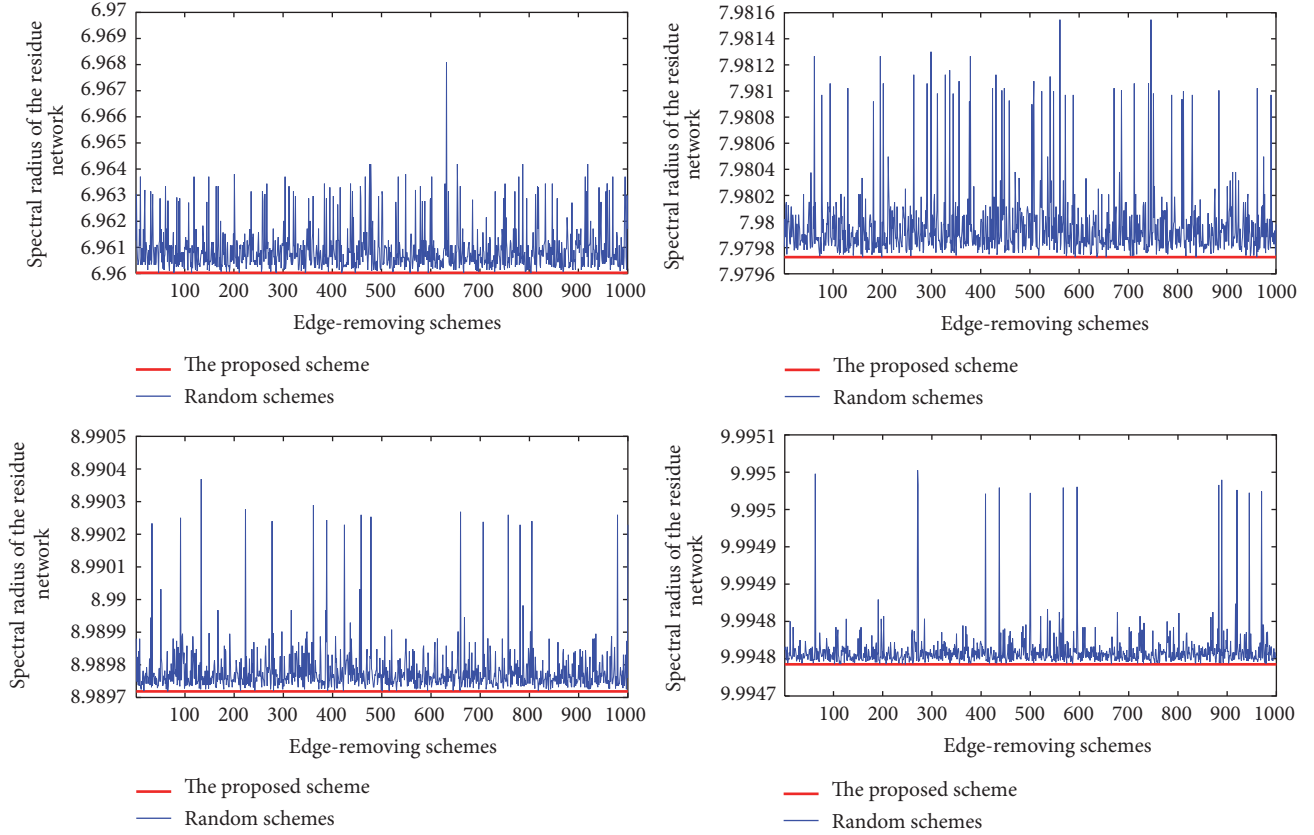 Spectral radius of the residue
network
6.97
6.969
6.968
6.967
6.966
6.965
6.964
6.963
6.962
6.961
6.96
100 200 300 400 500 600 700 800 900 1000
Edge-removing schemes
The proposed scheme
Random schemes
Spectral radius of the residue
network
7.9816
7.9814
7.9812
7.981
7.9808
7.9806
7.9804
7.9802
7.98
7.9798
7.9796
100 200 300 400 500 600 700 800 900 1000
Edge-removing schemes
The proposed scheme
Random schemes
Spectral radius of the residue
network
8.9905
8.9904
8.9903
8.9902
8.9901
8.99
8.9899
8.9898
8.9897
100 200 300 400 500 600 700 800 900 1000
Edge-removing schemes
The proposed scheme
Random schemes
Spectral radius of the residue
network
9.9951
9.995
9.995
9.9949
9.9949
9.9948
9.9948
9.9947
100 200 300 400 500 600 700 800 900 1000
Edge-removing schemes
The proposed scheme
Random schemes